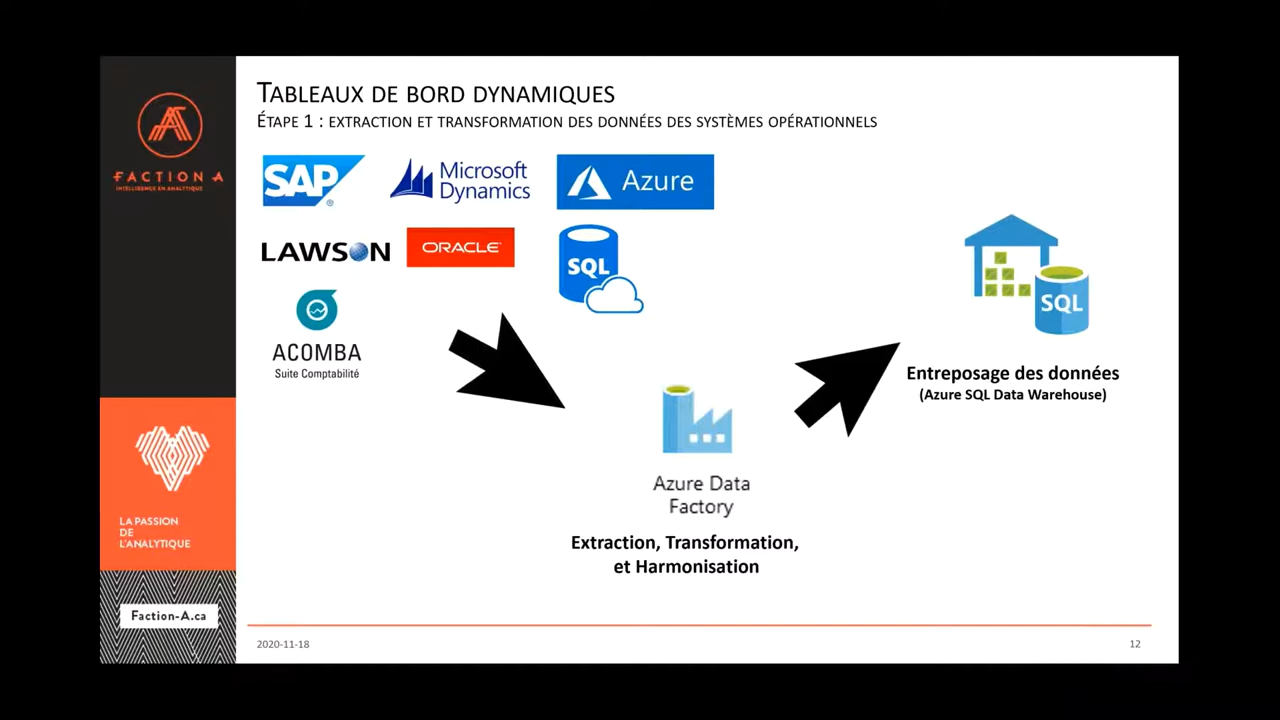 FACTION A
INTELLIGENCE EN ANALYTIQUE
LA PASSION
DE
L'ANALYTIQUE
Faction-A.ca
TABLEAUX DE BORD DYNAMIQUES
ÉTAPE 1 : EXTRACTION ET TRANSFORMATION DES DONNÉES DES SYSTÈMES OPÉRATIONNELS
SAP®
Microsoft
Dynamics
Azure
LAWSON
ORACLE
SQL
ACOMBA
Suite Comptabilité
SQL
Entreposage des données
(Azure SQL Data Warehouse)
Azure Data
Factory
Extraction, Transformation,
et Harmonisation
2020-11-18
12